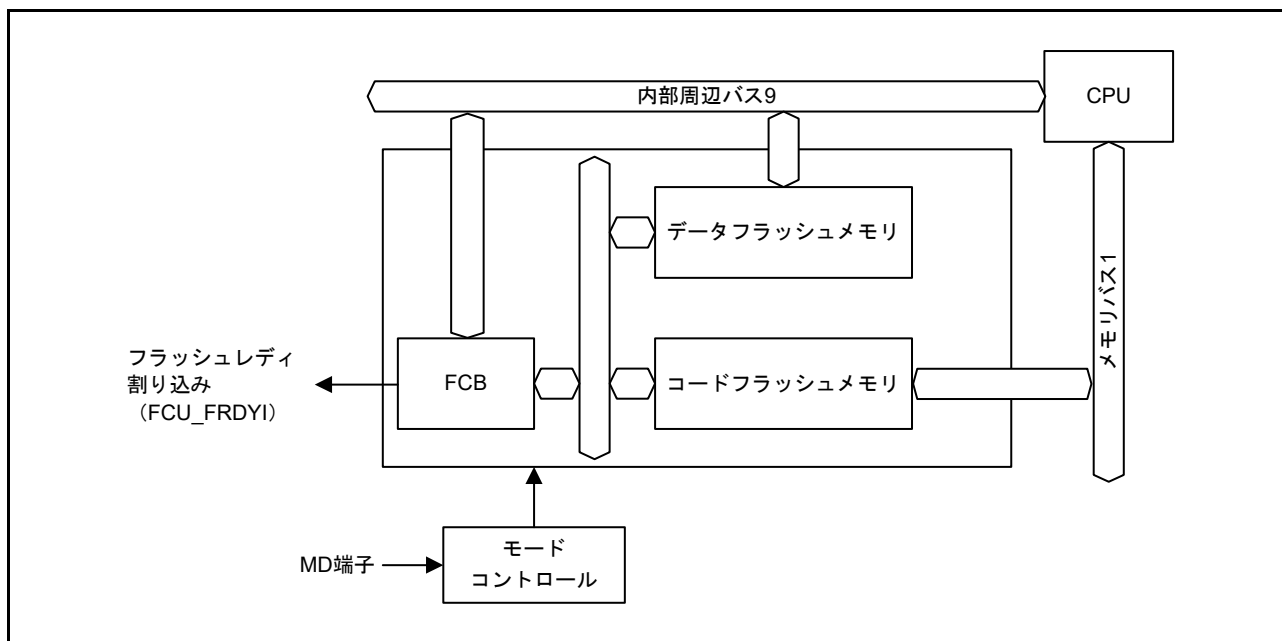 内部周辺バス9
CPU
データフラッシュメモリ
メモリバス1
フラッシュレディ
割り込み
（FCU_FRDYI）
FCB
コードフラッシュメモリ
MD端子
モード
コントロール